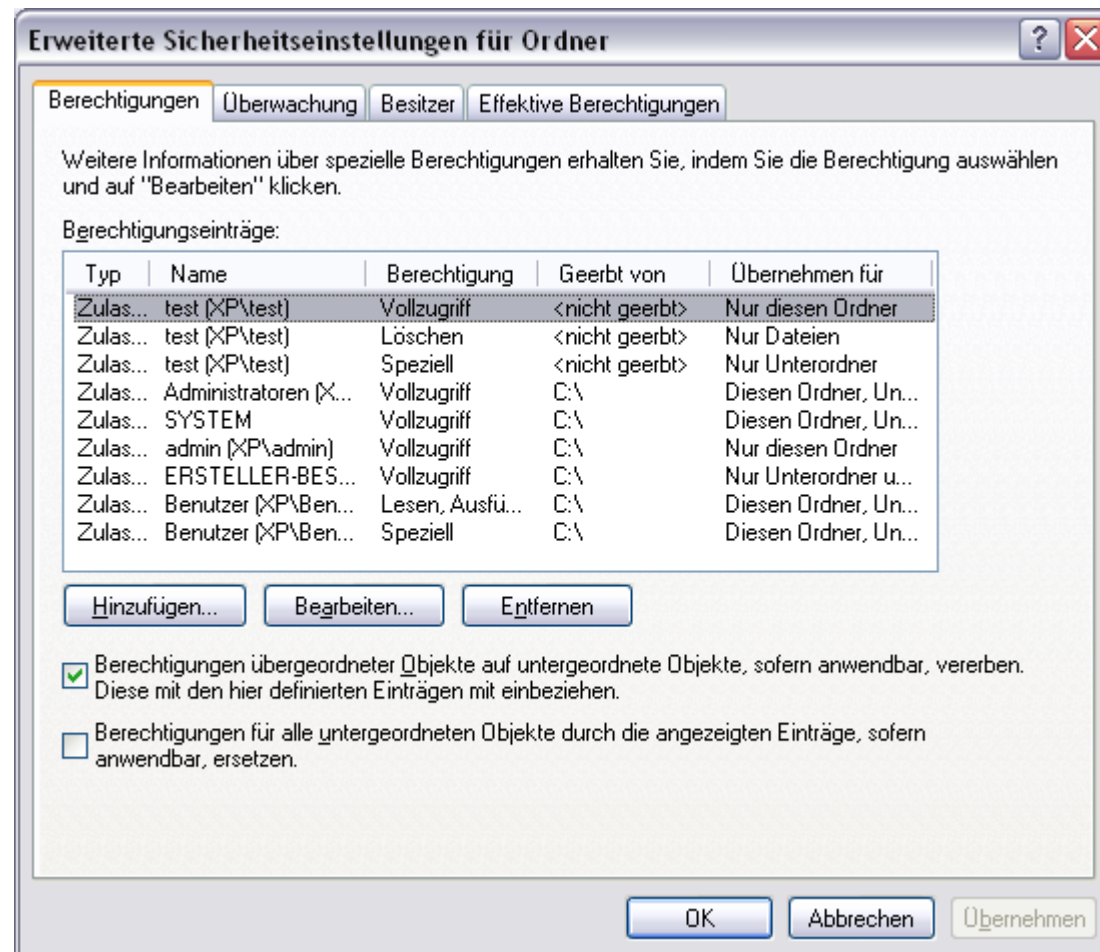 Erweiterte Sicherheitseinstellungen für Ordner
Berechtigungen Überwachung Besitzer Effektive Berechtigungen
Weitere Informationen über spezielle Berechtigungen erhalten Sie, indem Sie die Berechtigung auswählen
und auf "Bearbeiten" klicken.
Berechtigungseinträge:
Typ Name Berechtigung Geerbt von Übernehmen für
Zulas... test (XP\test) Vollzugriff <nicht geerbt> Nur diesen Ordner
Zulas... test (XP\test) Löschen <nicht geerbt> Nur Dateien
Zulas... test (XP\test) Speziell <nicht geerbt> Nur Unterordner
Zulas... Administratoren (X... Vollzugriff C:\ Diesen Ordner, Un...
Zulas... SYSTEM Vollzugriff C:\ Diesen Ordner, Un...
Zulas... admin (XP\admin) Vollzugriff C:\ Nur diesen Ordner
Zulas... ERSTELLER-BES... Vollzugriff C:\ Nur Unterordner u...
Zulas... Benutzer (XP\Ben... Lesen, Ausfü... C:\ Diesen Ordner, Un...
Zulas... Benutzer (XP\Ben... Speziell C:\ Diesen Ordner, Un...
Hinzufügen... Bearbeiten... Entfernen
Berechtigungen übergeordneter Objekte auf untergeordnete Objekte, sofern anwendbar, vererben.
Diese mit den hier definierten Einträgen mit einbeziehen.
Berechtigungen für alle untergeordneten Objekte durch die angezeigten Einträge, sofern
anwendbar, ersetzen.
OK Abbrechen Übernehmen